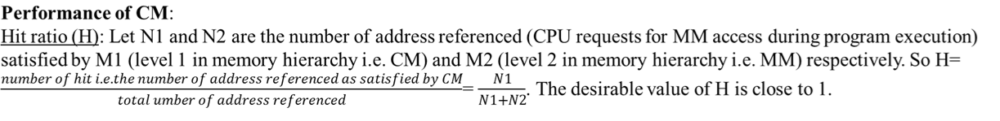 Performance of CM:
Hit ratio (H): Let N1 and N2 are the number of address referenced (CPU requests for MM access during program execution)
satisfied by M1 (level 1 in memory hierarchy i.e. CM) and M2 (level 2 in memory hierarchy i.e. MM) respectively. So H=
number of hit i.e.the number of address referenced as satisfied by CM / total umber of address referenced = N1 / N1+N2. The desirable value of H is close to 1.